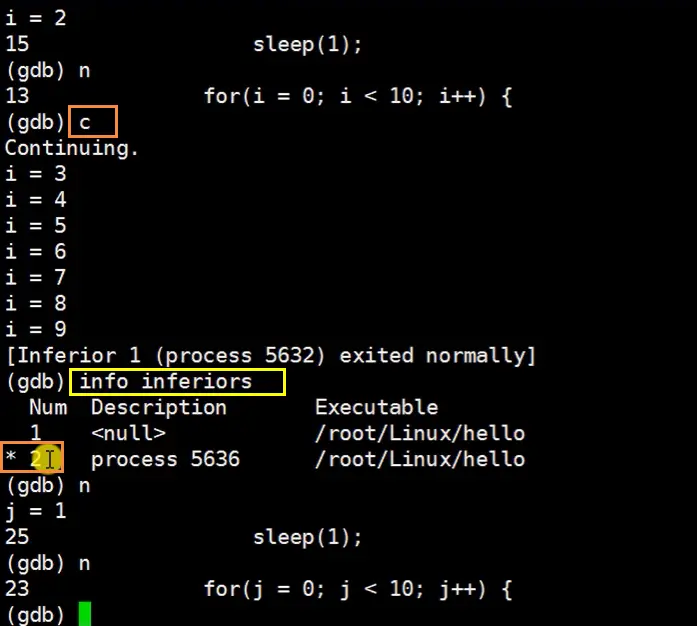 i = 2
15                  sleep(1);
(gdb) n
13              for(i = 0; i < 10; i++) {
(gdb) c
Continuing.
i = 3
i = 4
i = 5
i = 6
i = 7
i = 8
i = 9
[Inferior 1 (process 5632) exited normally]
(gdb) info inferiors
  Num  Description       Executable
  1    <null>            /root/Linux/hello
* 2    process 5636      /root/Linux/hello
(gdb) n
j = 1
25                  sleep(1);
(gdb) n
23              for(j = 0; j < 10; j++) {
(gdb)